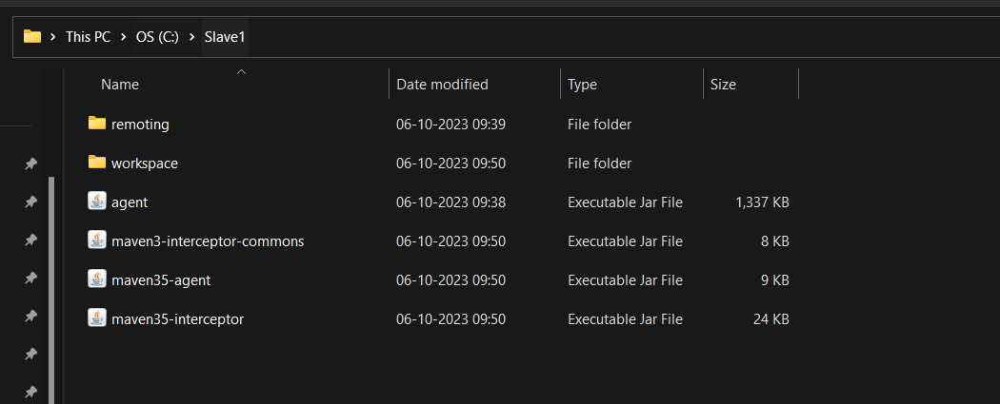 This PC > OS (C:) > Slave1
Name Date modified Type Size
remoting 06-10-2023 09:39 File folder
workspace 06-10-2023 09:50 File folder
agent 06-10-2023 09:38 Executable Jar File 1,337 KB
maven3-interceptor-commons 06-10-2023 09:50 Executable Jar File 8 KB
maven35-agent 06-10-2023 09:50 Executable Jar File 9 KB
maven35-interceptor 06-10-2023 09:50 Executable Jar File 24 KB